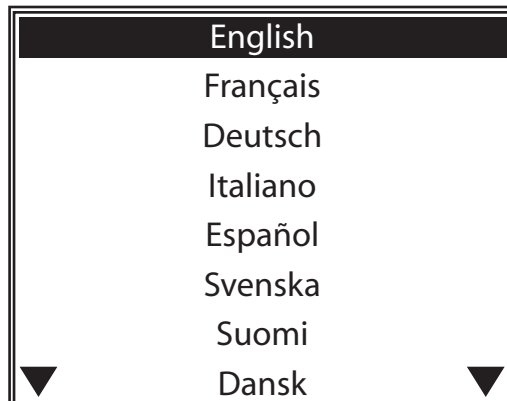 English
Français
Deutsch
Italiano
Español
Svenska
Suomi
Dansk